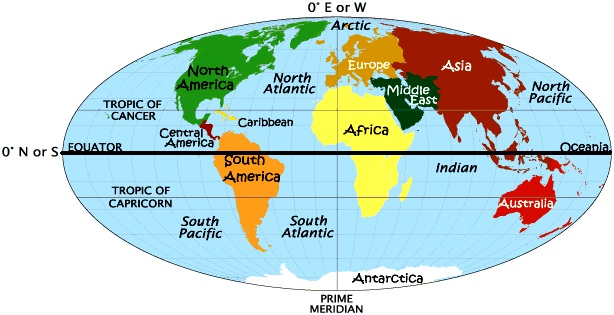 0° E or W
Arctic
Europe
Asia
North
America
North
Atlantic
Middle
East
North
Pacific
TROPIC OF
CANCER
Caribbean
Africa
Central
America
0° N or S
EQUATOR
Oceania
South
America
Indian
TROPIC OF
CAPRICORN
Australia
South
Pacific
South
Atlantic
Antarctica
PRIME
MERIDIAN